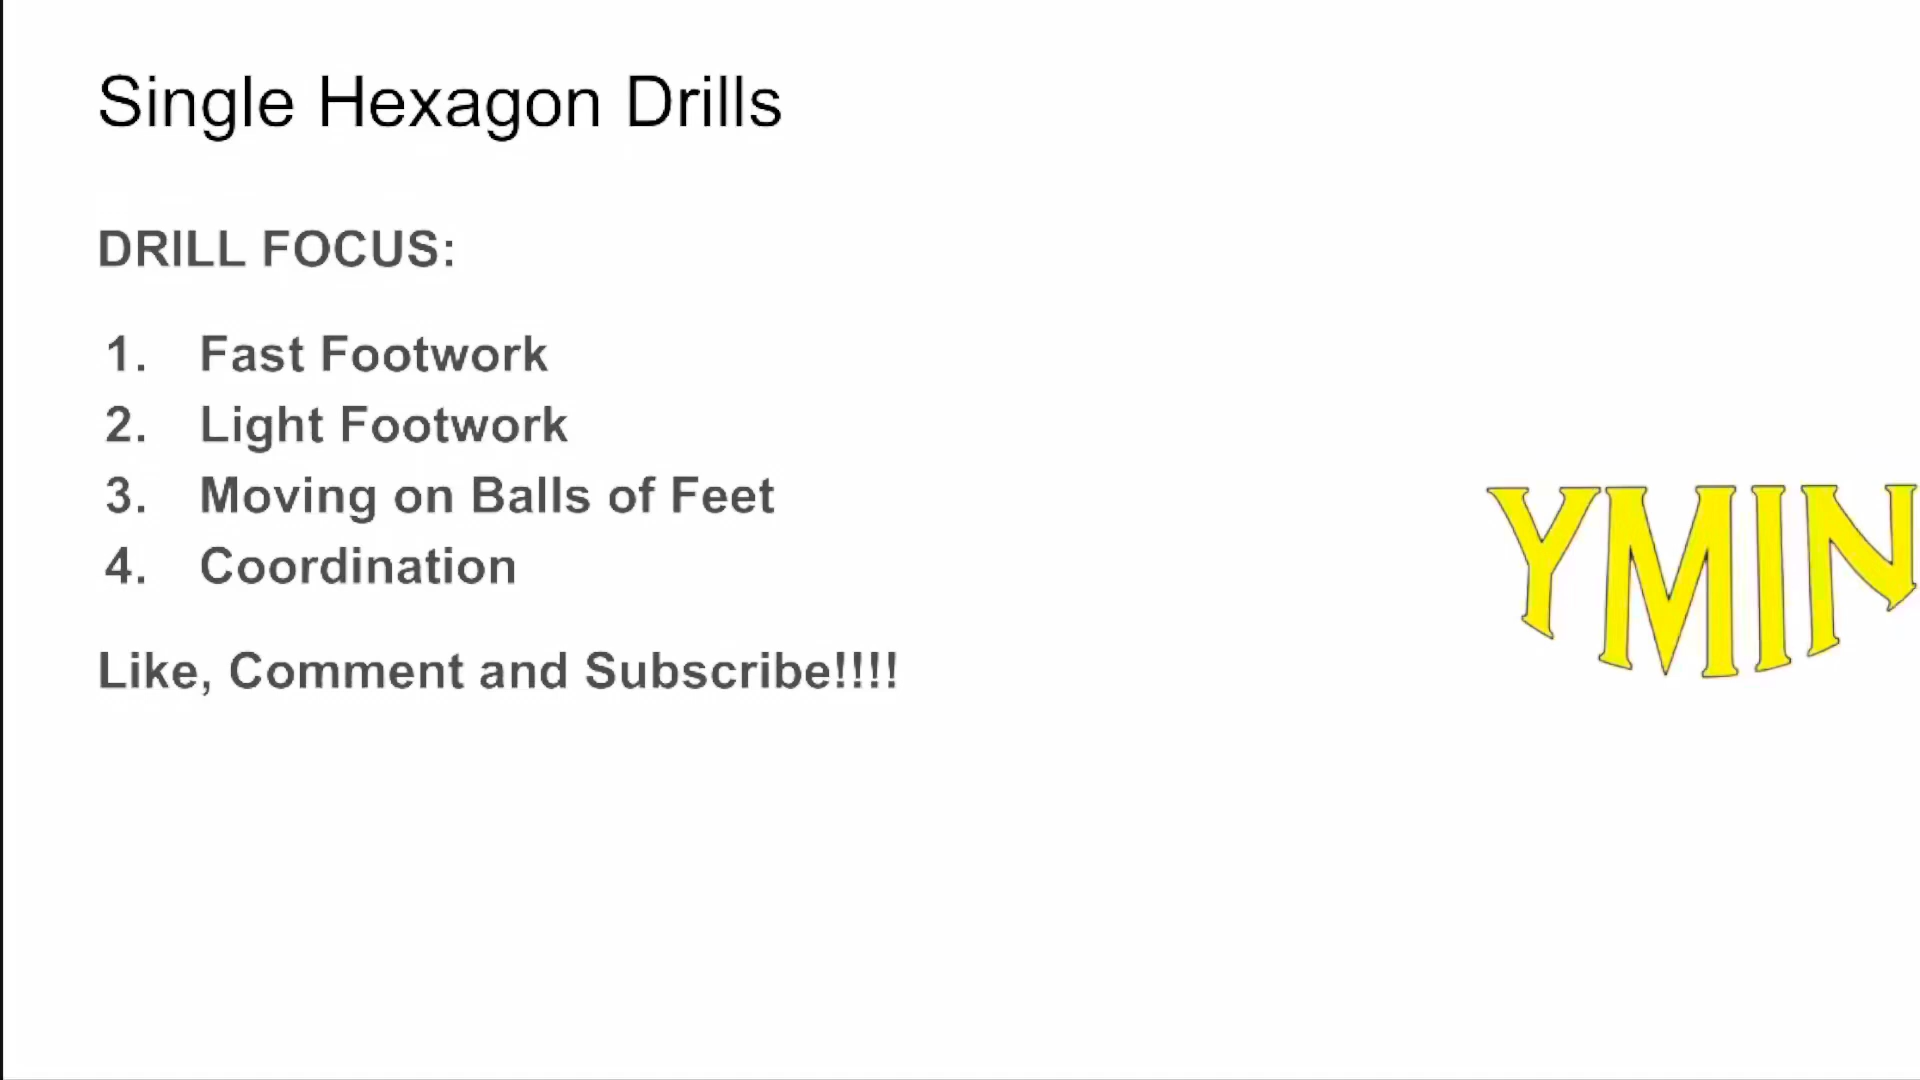 Single Hexagon Drills
DRILL FOCUS:
1. Fast Footwork
2. Light Footwork
3. Moving on Balls of Feet
4. Coordination
Like, Comment and Subscribe!!!!
YMIN